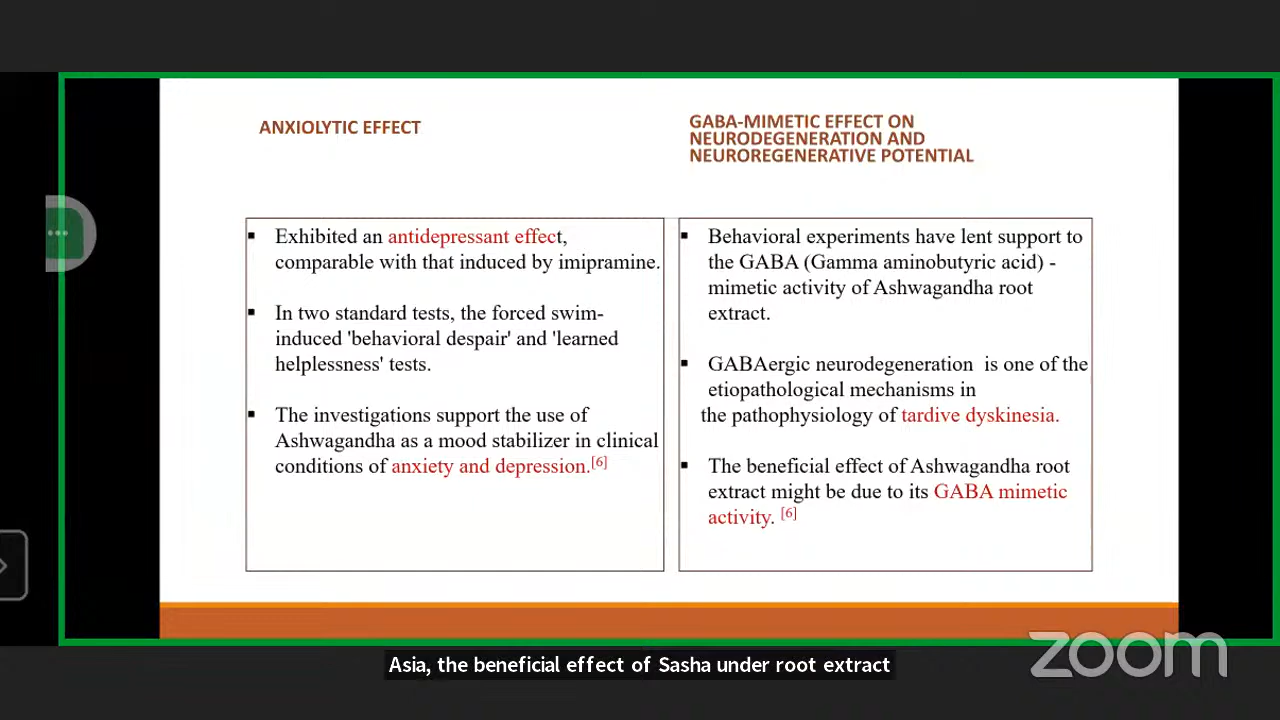 ANXIOLYTIC EFFECT
▪ Exhibited an antidepressant effect,
comparable with that induced by imipramine.
▪ In two standard tests, the forced swim-
induced 'behavioral despair' and 'learned
helplessness' tests.
▪ The investigations support the use of
Ashwagandha as a mood stabilizer in clinical
conditions of anxiety and depression.[6]
GABA-MIMETIC EFFECT ON
NEURODEGENERATION AND
NEUROREGENERATIVE POTENTIAL
▪ Behavioral experiments have lent support to
the GABA (Gamma aminobutyric acid) -
mimetic activity of Ashwagandha root
extract.
▪ GABAergic neurodegeneration is one of the
etiopathological mechanisms in
the pathophysiology of tardive dyskinesia.
▪ The beneficial effect of Ashwagandha root
extract might be due to its GABA mimetic
activity. [6]
zoom
Asia, the beneficial effect of Sasha under root extract